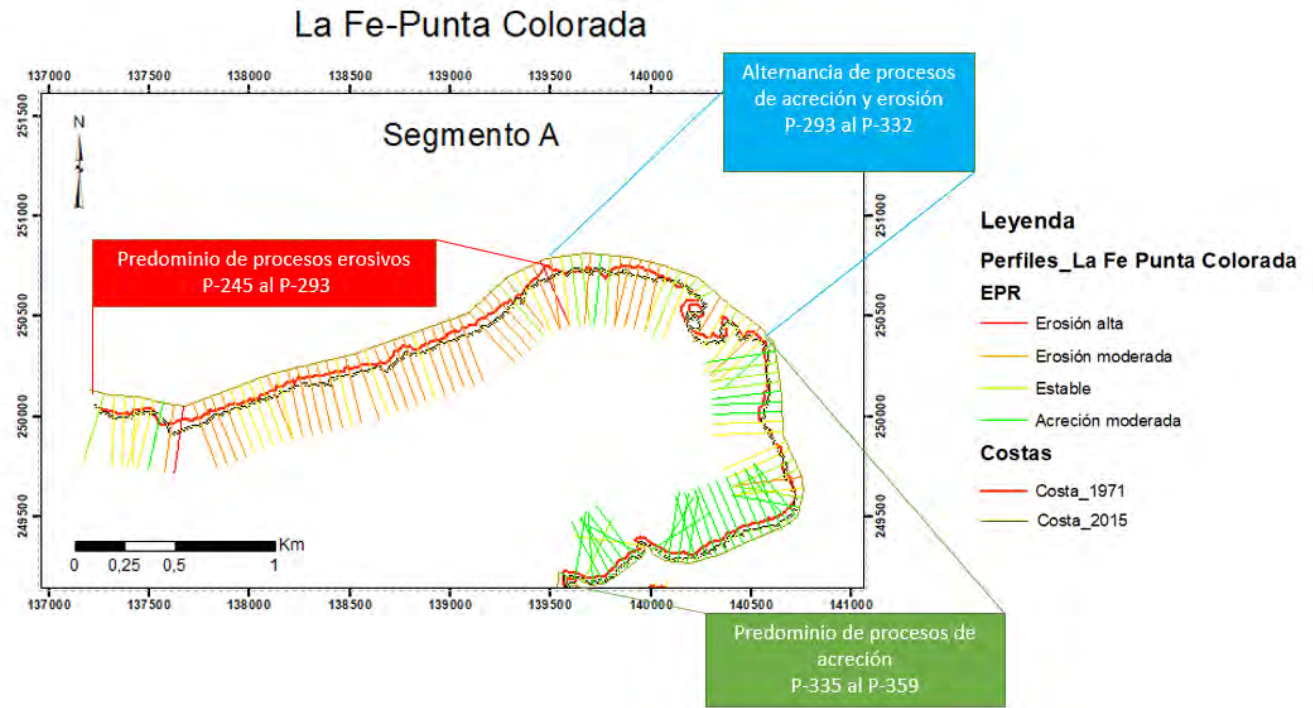 La Fe-Punta Colorada
137000 137500 138000 138500 139000 139500 140000
Alternancia de procesos
de acreción y erosión
P-293 al P-332
Segmento A
N
251500
251000
250500
250000
249500
251000
250500
250000
249500
Predominio de procesos erosivos
P-245 al P-293
Leyenda
Perfiles_La Fe Punta Colorada
EPR
Erosión alta
Erosión moderada
Estable
Acreción moderada
Costas
Costa_1971
Costa_2015
Km
0 0,25 0,5 1
137000 137500 138000 138500 139000 139500 140000 140500 141000
Predominio de procesos de
acreción
P-335 al P-359